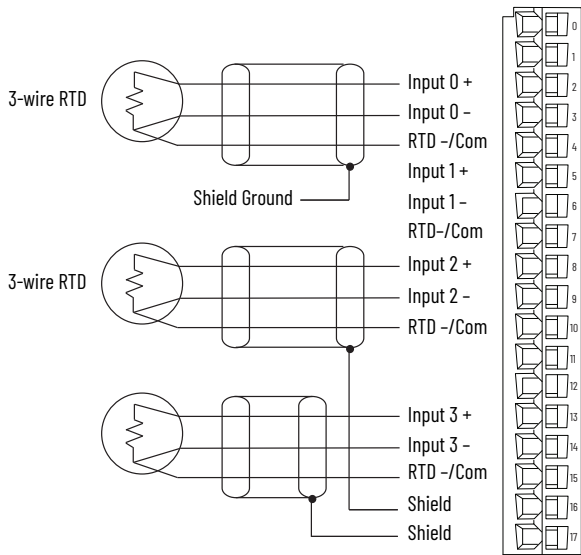 0
1
3-wire RTD
Input 0 +
2
Input 0 –
3
RTD –/Com
4
Input 1 +
5
Shield Ground
Input 1 –
6
RTD–/Com
7
3-wire RTD
Input 2 +
8
Input 2 –
9
RTD –/Com
10
11
12
Input 3 +
13
Input 3 –
14
RTD –/Com
15
Shield
16
Shield
17